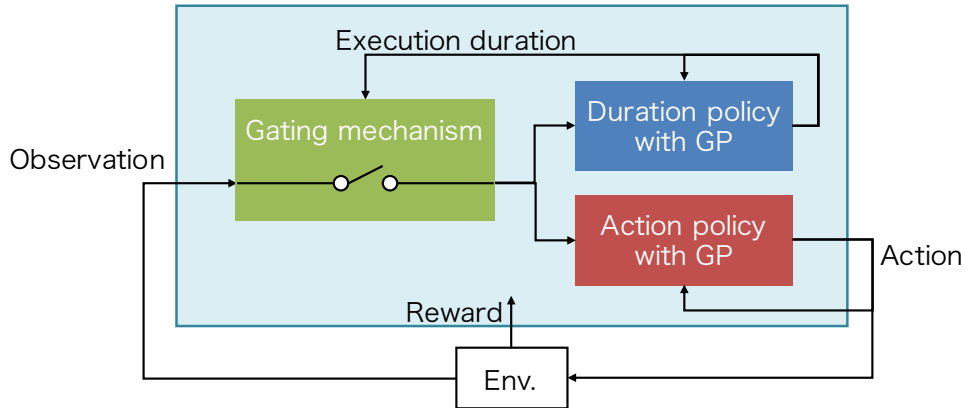 Execution duration
Gating mechanism
Duration policy
with GP
Observation
Action policy
with GP
Action
Reward
Env.